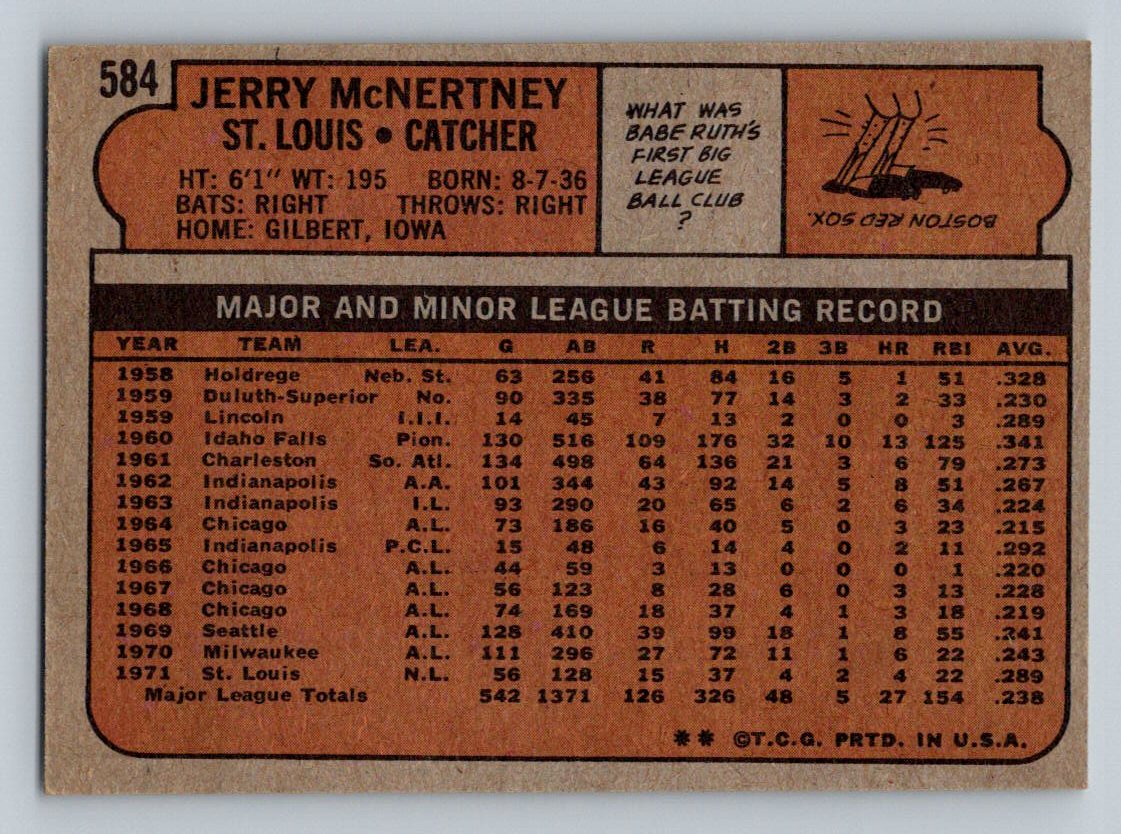 584
JERRY McNERTNEY
ST. LOUIS • CATCHER
HT: 6'1" WT: 195 BORN: 8-7-36
BATS: RIGHT THROWS: RIGHT
HOME: GILBERT, IOWA
WHAT WAS
BABE RUTH'S
FIRST BIG
LEAGUE
BALL CLUB
?
BOSTON RED SOX.
MAJOR AND MINOR LEAGUE BATTING RECORD
YEAR TEAM LEA. G AB R H 2B 3B HR RBI AVG.
1958 Holdrege Neb. St. 63 256 41 84 16 5 1 51 .328
1959 Duluth-Superior No. 90 335 38 77 14 3 2 33 .230
1959 Lincoln I.I.I. 14 45 7 13 2 0 0 3 .289
1960 Idaho Falls Pion. 130 516 109 176 32 10 13 125 .341
1961 Charleston So. Atl. 134 498 64 136 21 3 6 79 .273
1962 Indianapolis A.A. 101 344 43 92 14 5 8 51 .267
1963 Indianapolis I.L. 93 290 20 65 6 2 6 34 .224
1964 Chicago A.L. 73 186 16 40 5 0 3 23 .215
1965 Indianapolis P.C.L. 15 48 6 14 4 0 2 11 .292
1966 Chicago A.L. 44 59 3 13 0 0 0 1 .220
1967 Chicago A.L. 56 123 8 28 6 0 3 13 .228
1968 Chicago A.L. 74 169 18 37 4 1 3 18 .219
1969 Seattle A.L. 128 410 39 99 18 1 8 55 .241
1970 Milwaukee A.L. 111 296 27 72 11 1 6 22 .243
1971 St. Louis N.L. 56 128 15 37 4 2 4 22 .289
Major League Totals 542 1371 126 326 48 5 27 154 .238
** ©T.C.G. PRTD. IN U.S.A.